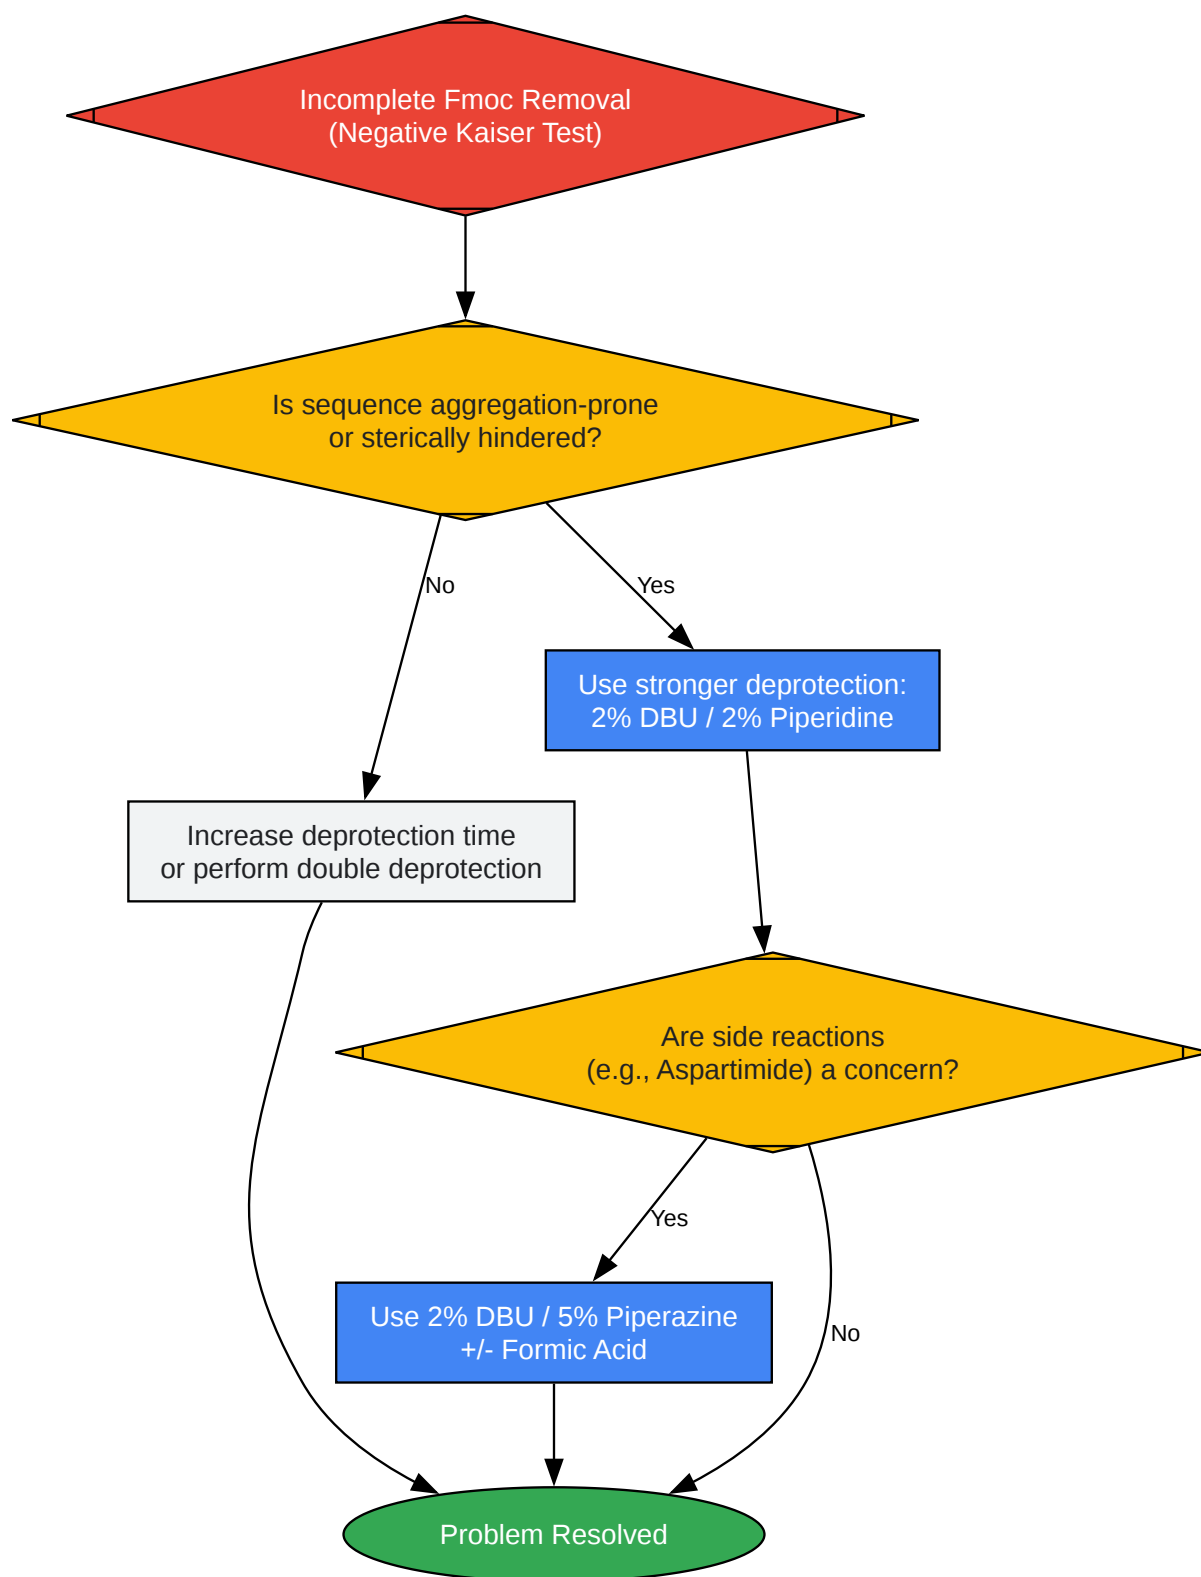 Incomplete Fmoc Removal
(Negative Kaiser Test)
Is sequence aggregation-prone
or sterically hindered?
No
Yes
Use stronger deprotection:
2% DBU / 2% Piperidine
Increase deprotection time
or perform double deprotection
Are side reactions
(e.g., Aspartimide) a concern?
Yes
Use 2% DBU / 5% Piperazine
+/- Formic Acid
No
Problem Resolved